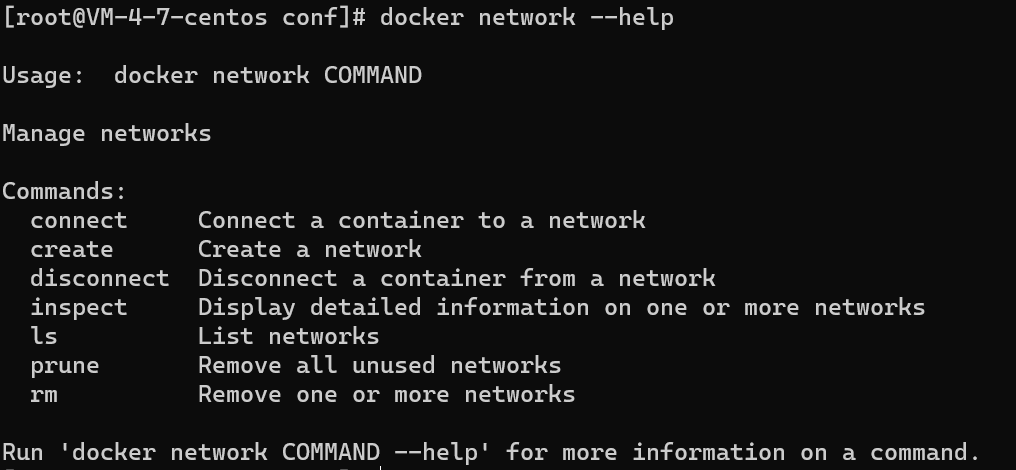 [root@VM-4-7-centos conf]# docker network --help
Usage:  docker network COMMAND
Manage networks
Commands:
  connect     Connect a container to a network
  create      Create a network
  disconnect  Disconnect a container from a network
  inspect     Display detailed information on one or more networks
  ls          List networks
  prune       Remove all unused networks
  rm          Remove one or more networks
Run 'docker network COMMAND --help' for more information on a command.